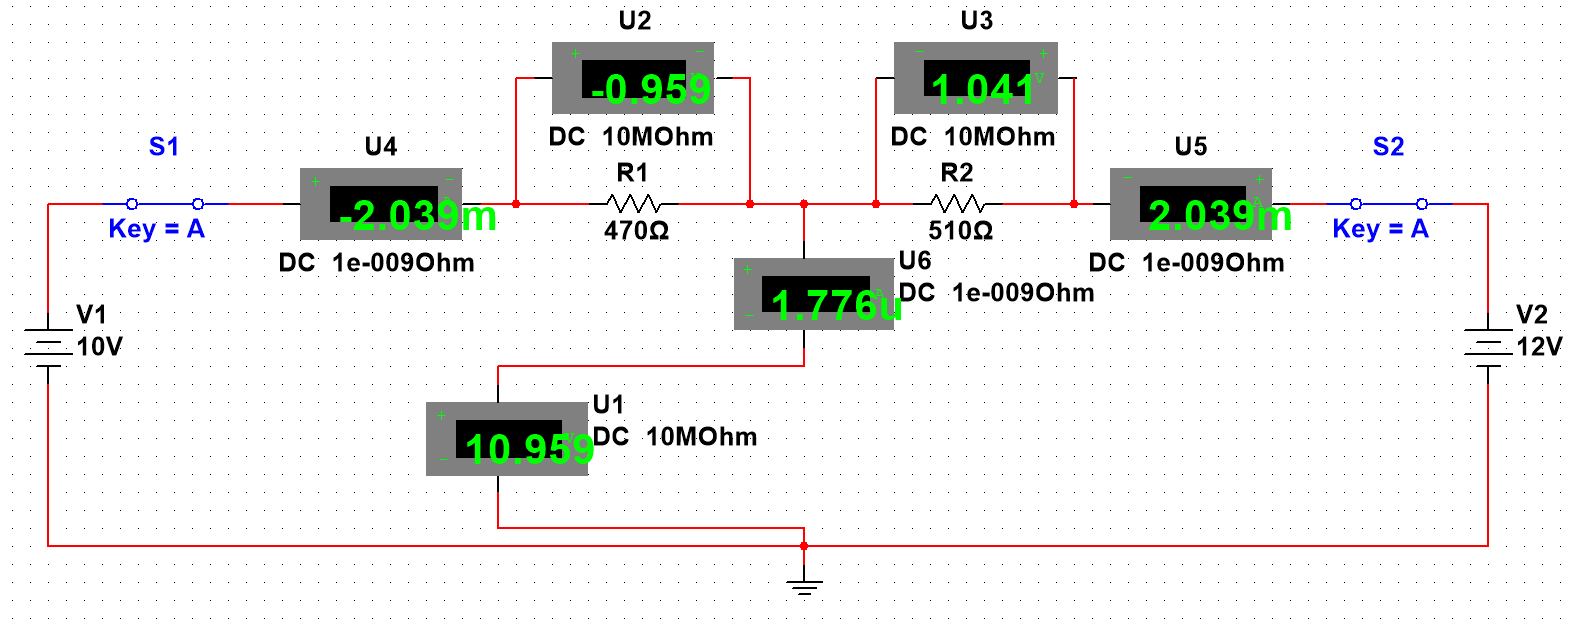 U2
U3
-0.959
1.041
V
DC 10MOhm
DC 10MOhm
S1
U4
R1
R2
U5
S2
-2.039m
2.039m
Key = A
470Ω
510Ω
Key = A
DC 1e-009Ohm
DC 1e-009Ohm
U6
DC 1e-009Ohm
1.776u
V1
10V
V2
12V
U1
DC 10MOhm
10.959